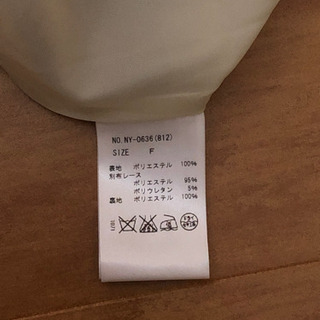 NO. NY-0636(812)
SIZE F
表地 ポリエステル 100%
別布レース
ポリエステル 95%
ポリウレタン 5%
裏地 ポリエステル 100%